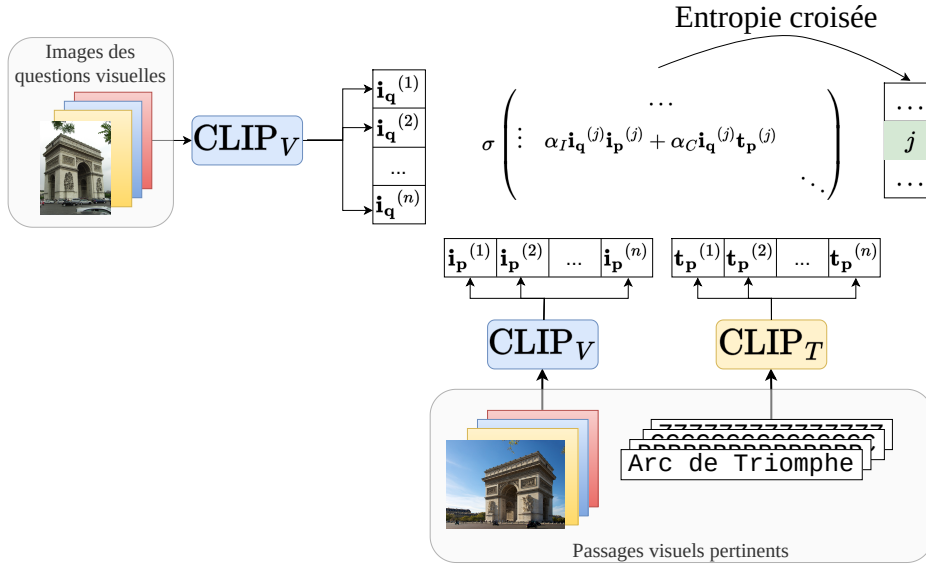 Entropie croisée
Images des
questions visuelles
CLIP_V
i_q^(1)
i_q^(2)
...
i_q^(n)
σ ( ⋯
⋮ α_I i_q^(j) i_p^(j) + α_C i_q^(j) t_p^(j)
⋱ )
...
j
...
i_p^(1) i_p^(2) ... i_p^(n)
t_p^(1) t_p^(2) ... t_p^(n)
CLIP_V
CLIP_T
Arc de Triomphe
Passages visuels pertinents